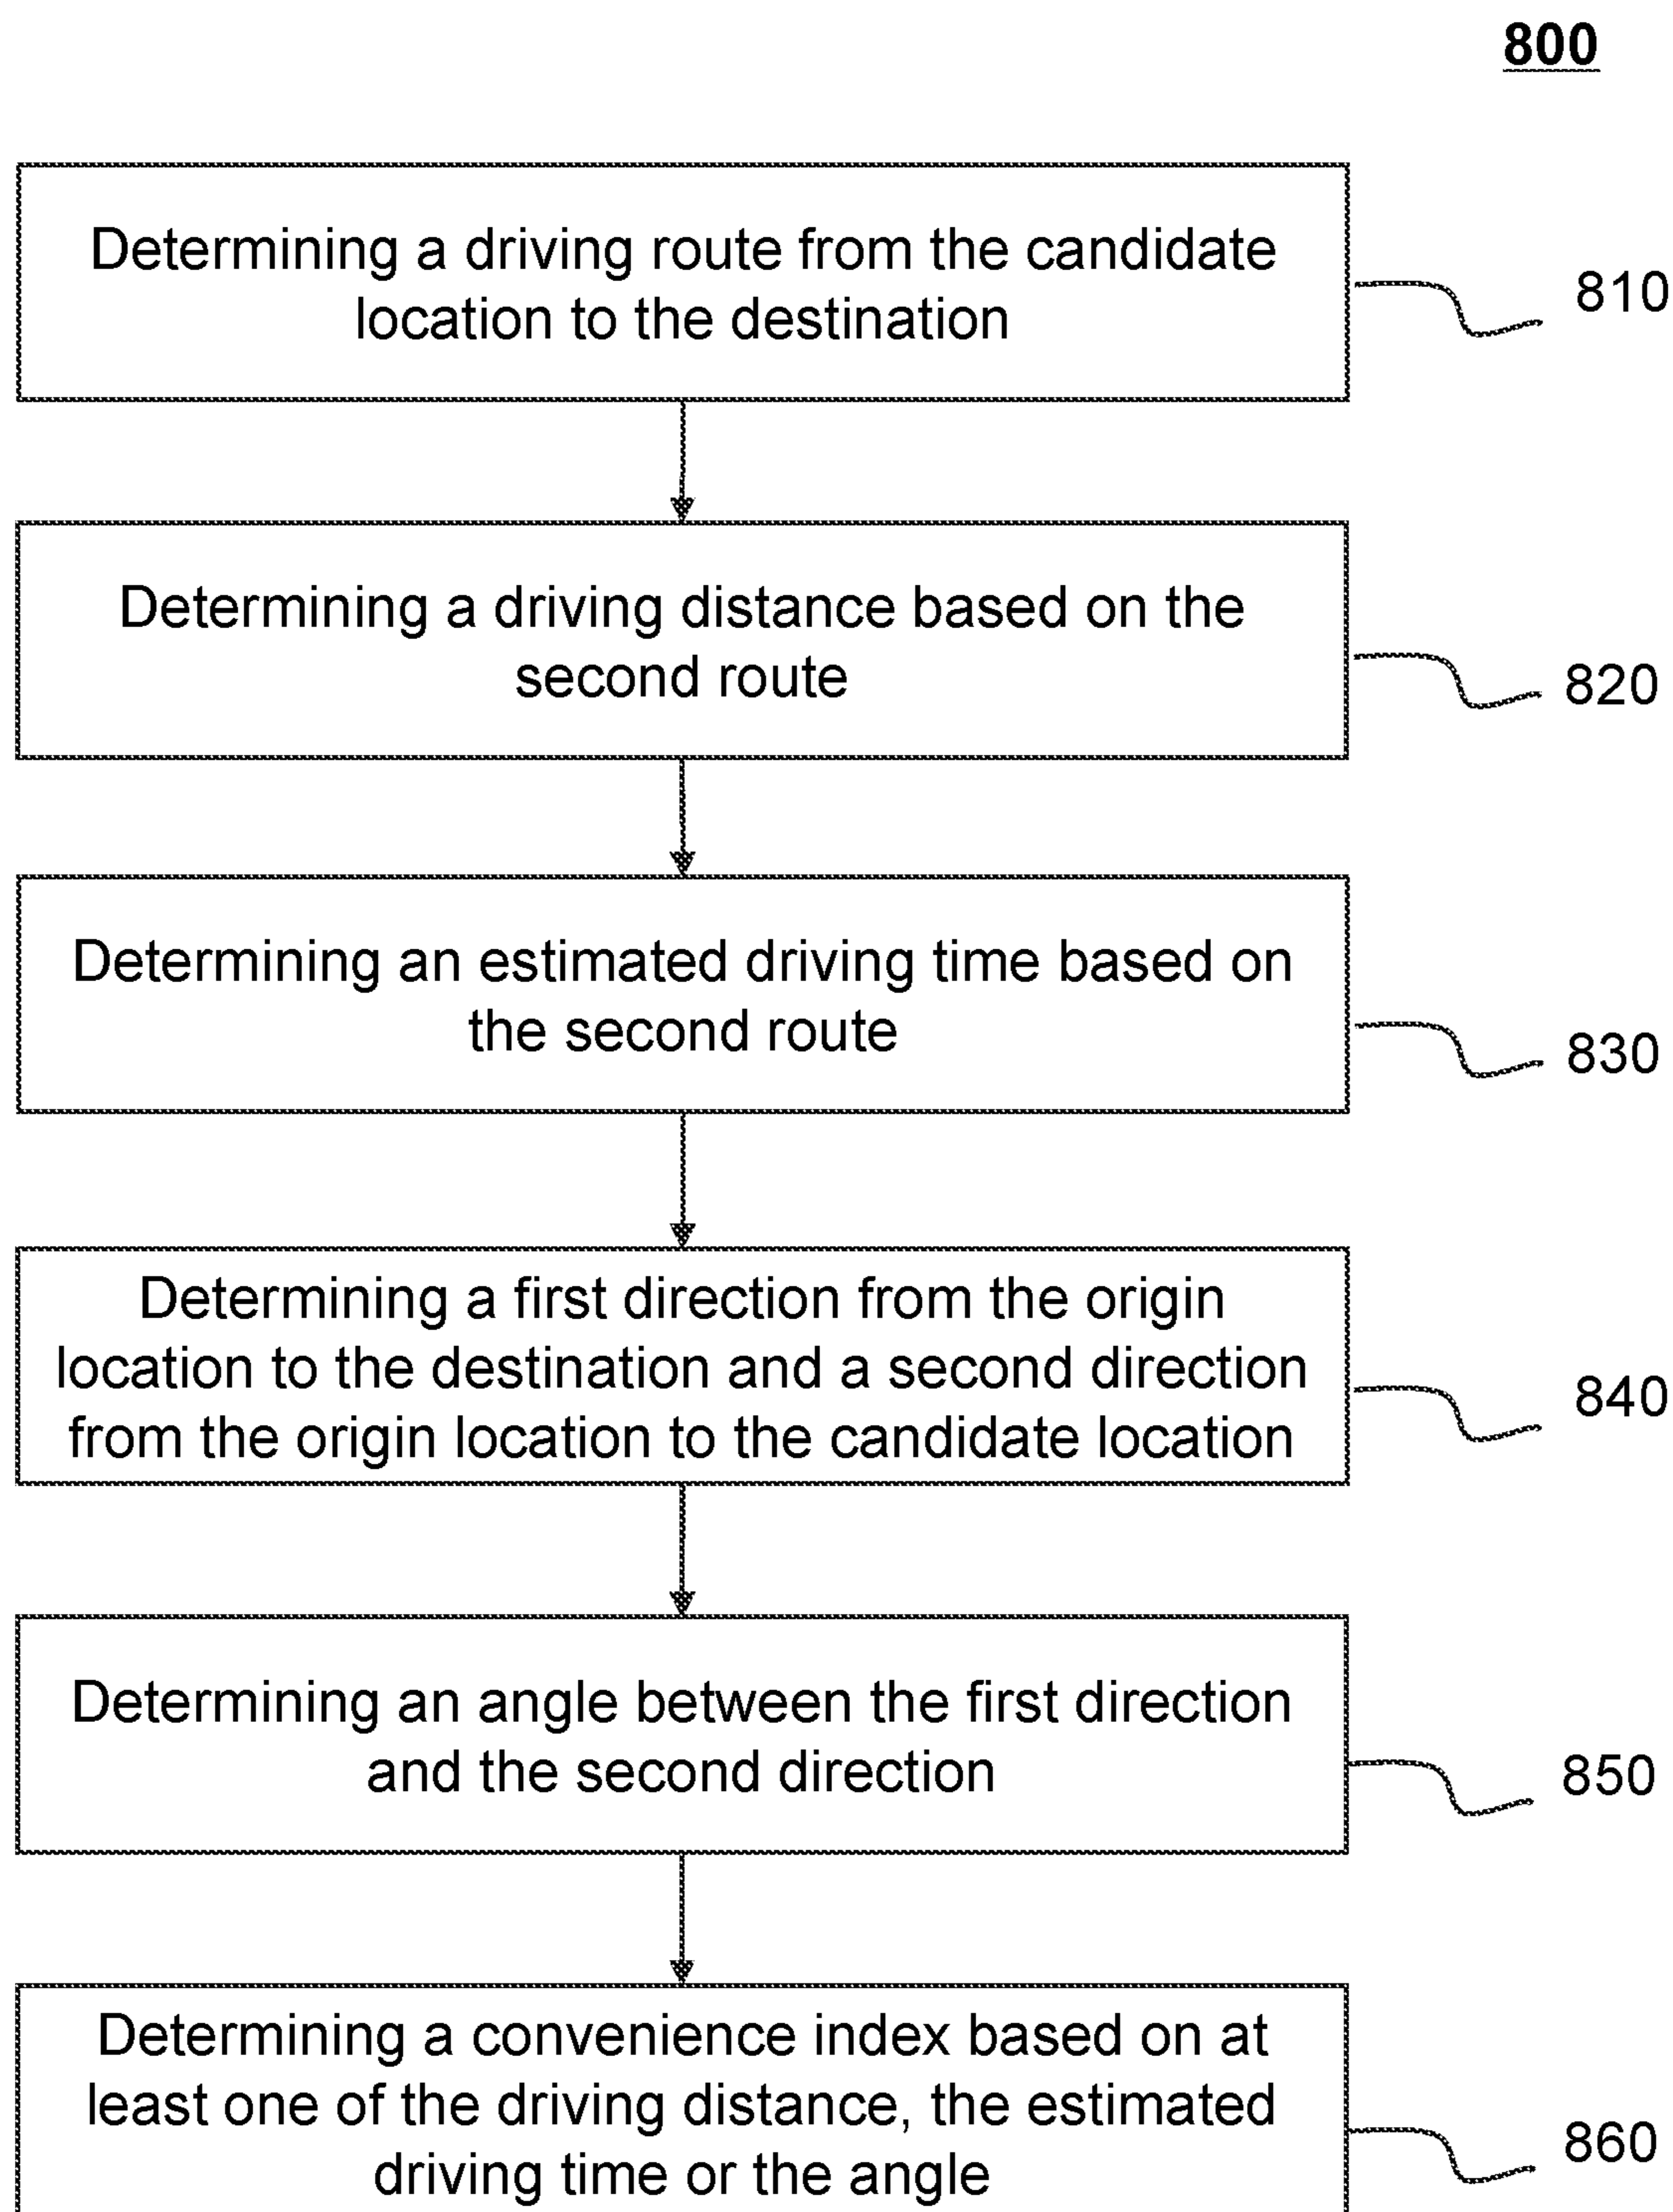 800
Determining a driving route from the candidate
location to the destination
810
Determining a driving distance based on the
second route
820
Determining an estimated driving time based on
the second route
830
Determining a first direction from the origin
location to the destination and a second direction
from the origin location to the candidate location
840
Determining an angle between the first direction
and the second direction
850
Determining a convenience index based on at
least one of the driving distance, the estimated
driving time or the angle
860